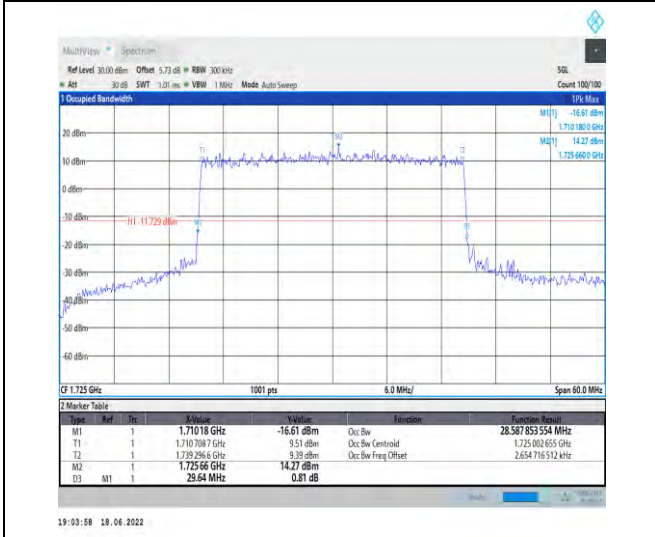 MultiView Spectrum
Ref Level 30.00 dBm Offset 5.73 dB RBW 300 kHz SGL
Att 30 dB SWT 1.01 ms VBW 1 MHz Mode Auto Sweep Count 100/100
1 Occupied Bandwidth 1Pk Max
M1[1] -16.61 dBm
1.710 180 0 GHz
20 dBm M2[1] 14.27 dBm
1.725 660 0 GHz
T1 M2 T2
10 dBm
0 dBm
-10 dBm
H1 -11.729 dBm
-20 dBm
-30 dBm
-40 dBm
-50 dBm
-60 dBm
CF 1.725 GHz 1001 pts 6.0 MHz/ Span 60.0 MHz
2 Marker Table
Type Ref Trc X-Value Y-Value Function Function Result
M1 1 1.710 18 GHz -16.61 dBm Occ Bw 28.587 853 554 MHz
T1 1 1.710 708 7 GHz 9.51 dBm Occ Bw Centroid 1.725 002 655 GHz
T2 1 1.739 296 6 GHz 9.39 dBm Occ Bw Freq Offset 2.654 716 512 kHz
M2 1 1.725 66 GHz 14.27 dBm
D3 M1 1 29.64 MHz 0.81 dB
19:03:58 18.06.2022